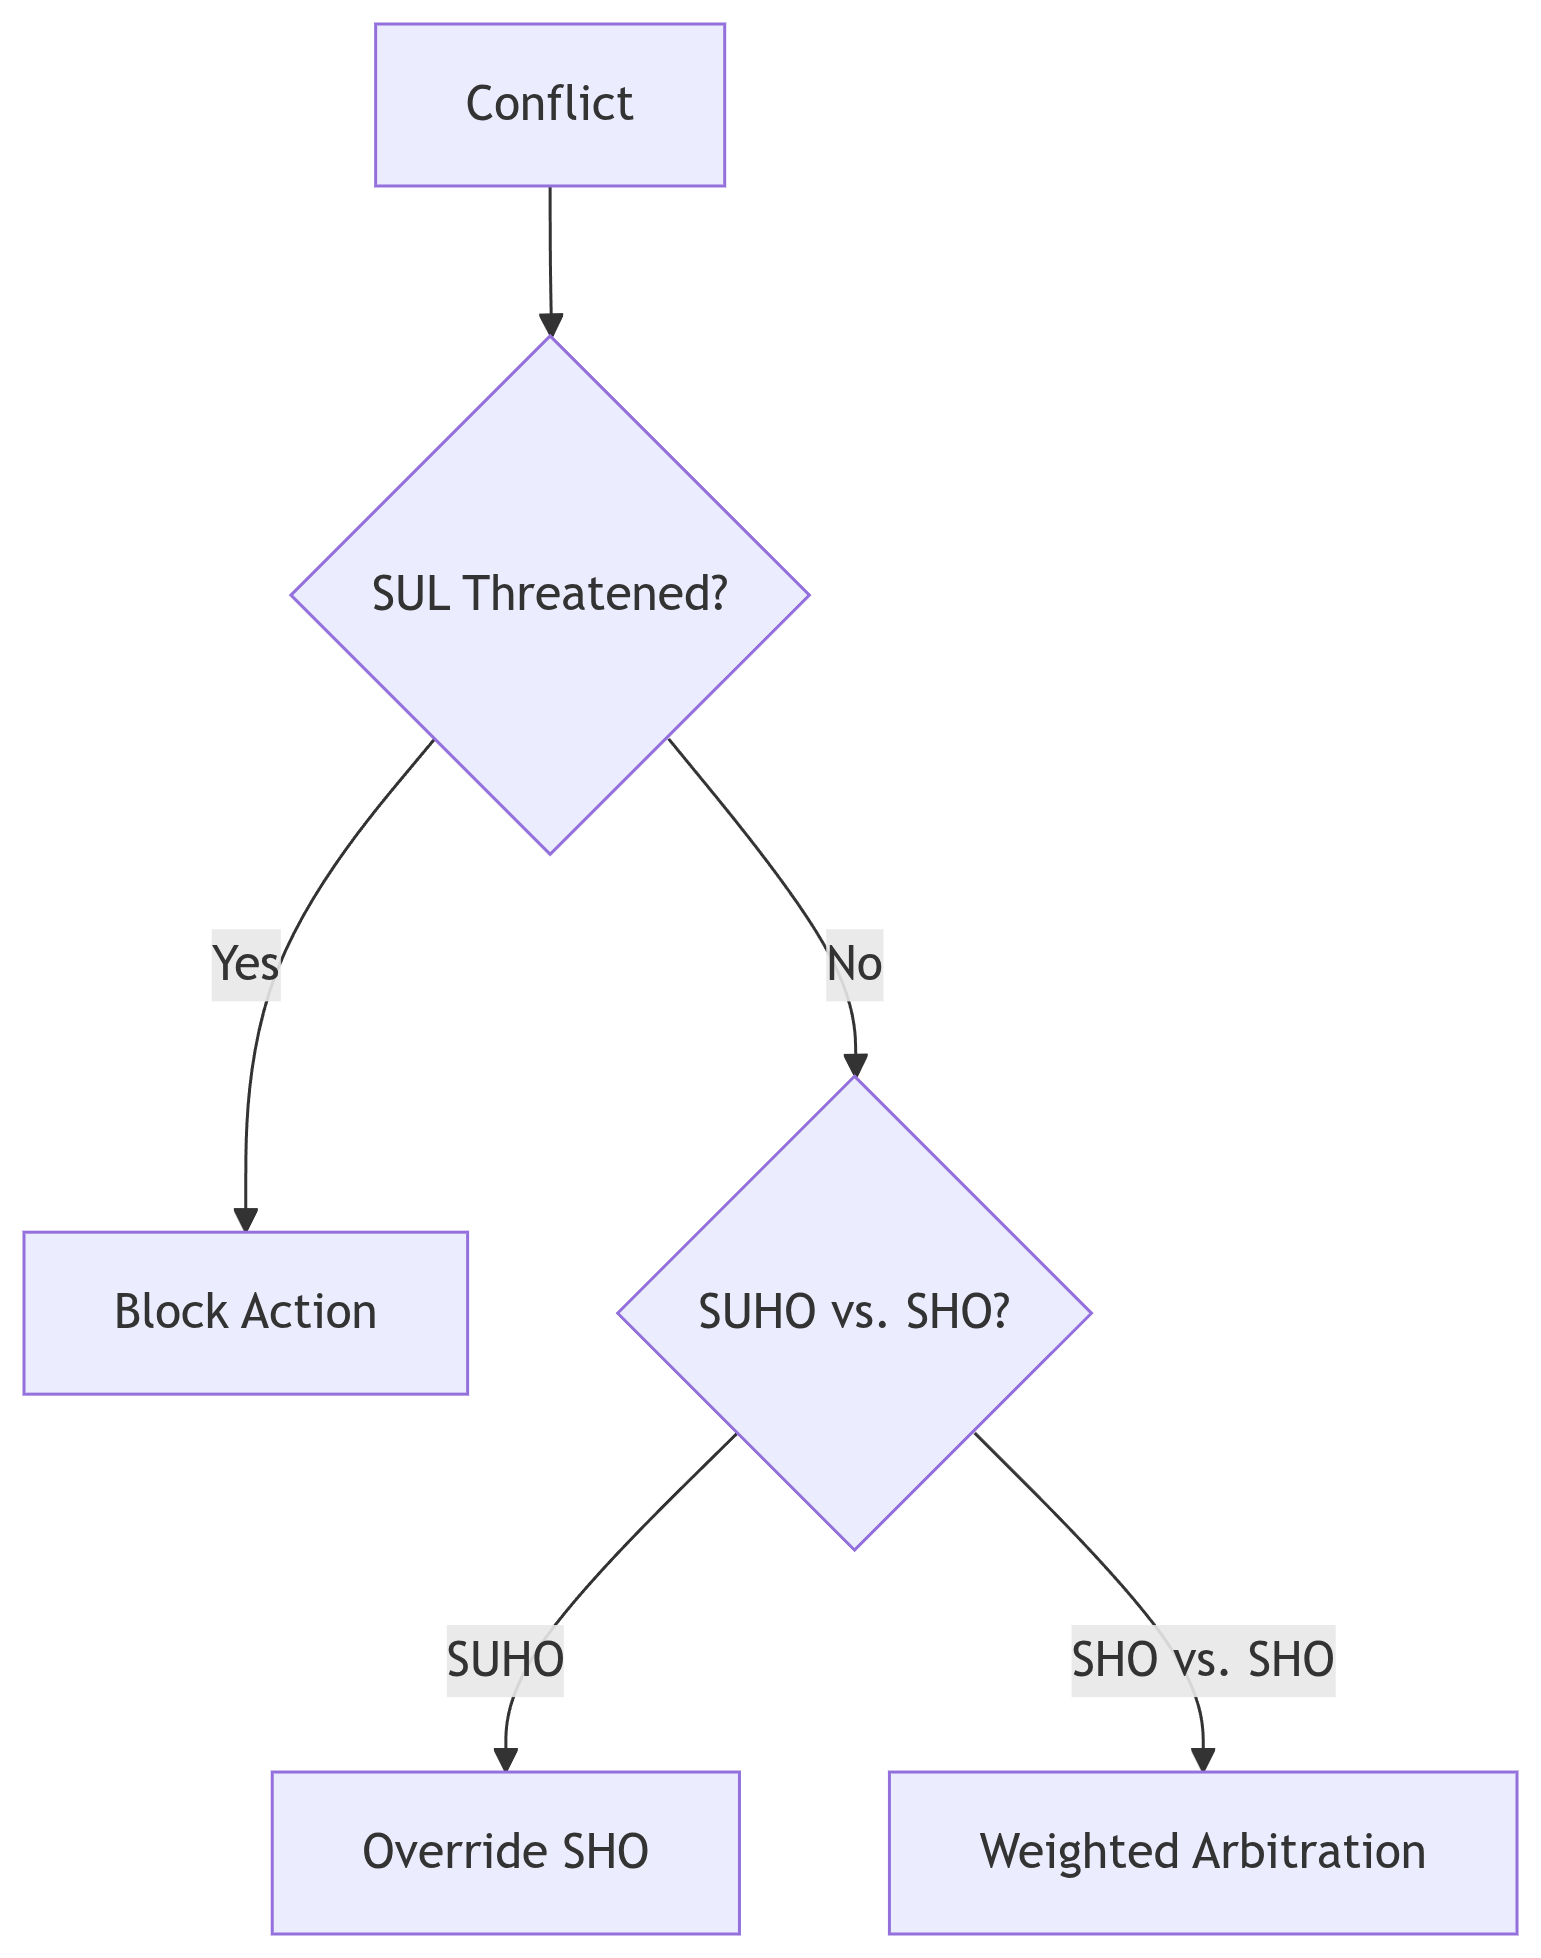 Conflict
SUL Threatened?
Yes
No
Block Action
SUHO vs. SHO?
SUHO
SHO vs. SHO
Override SHO
Weighted Arbitration